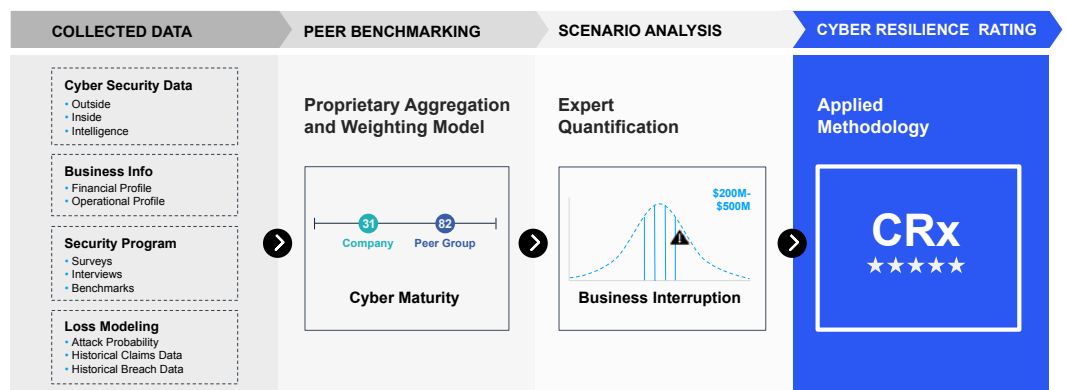 COLLECTED DATA
PEER BENCHMARKING
SCENARIO ANALYSIS
CYBER RESILIENCE RATING
Cyber Security Data
• Outside
• Inside
• Intelligence
Business Info
• Financial Profile
• Operational Profile
Security Program
• Surveys
• Interviews
• Benchmarks
Loss Modeling
• Attack Probability
• Historical Claims Data
• Historical Breach Data
Proprietary Aggregation
and Weighting Model
31
82
Company
Peer Group
Cyber Maturity
Expert
Quantification
$200M-
$500M
Business Interruption
Applied
Methodology
CRx
★★★★★